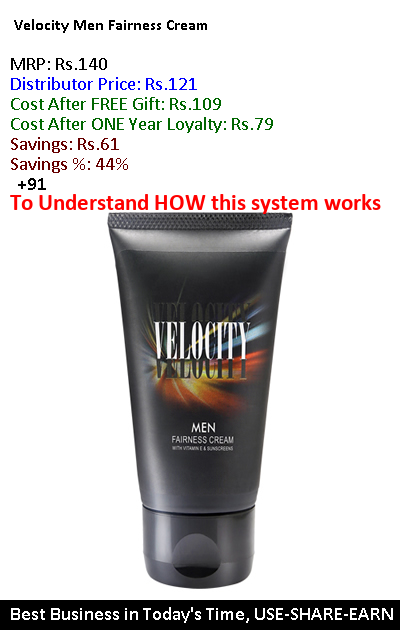 Velocity Men Fairness Cream
MRP: Rs.140
Distributor Price: Rs.121
Cost After FREE Gift: Rs.109
Cost After ONE Year Loyalty: Rs.79
Savings: Rs.61
Savings %: 44%
+91
To Understand HOW this system works
VELOCITY
VELOCITY
MEN
FAIRNESS CREAM
WITH VITAMIN E & SUNSCREENS
Best Business in Today's Time, USE-SHARE-EARN